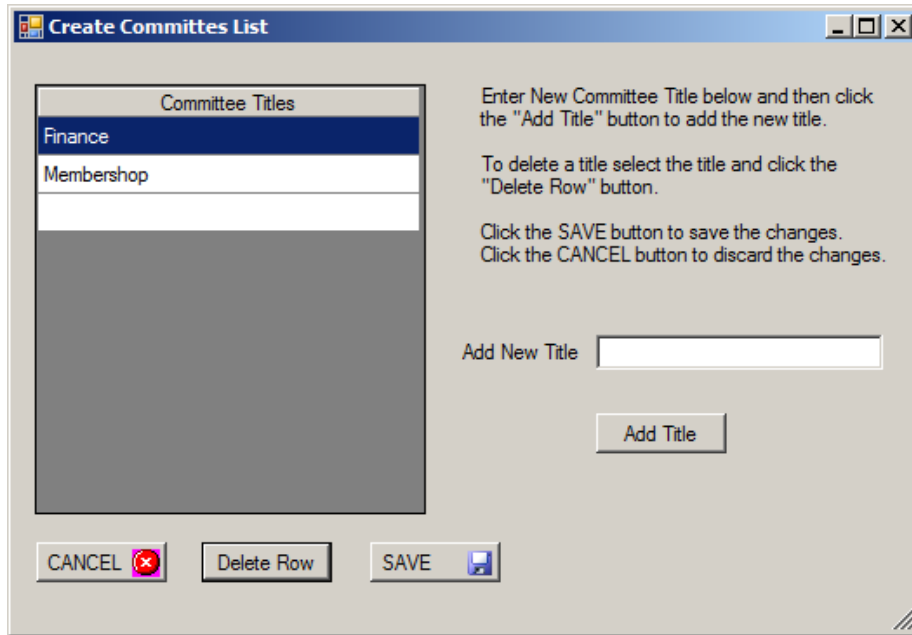 Create Committes List
Committee Titles
Finance
Membershop
Enter New Committee Title below and then click
the "Add Title" button to add the new title.
To delete a title select the title and click the
"Delete Row" button.
Click the SAVE button to save the changes.
Click the CANCEL button to discard the changes.
Add New Title
Add Title
CANCEL
Delete Row
SAVE